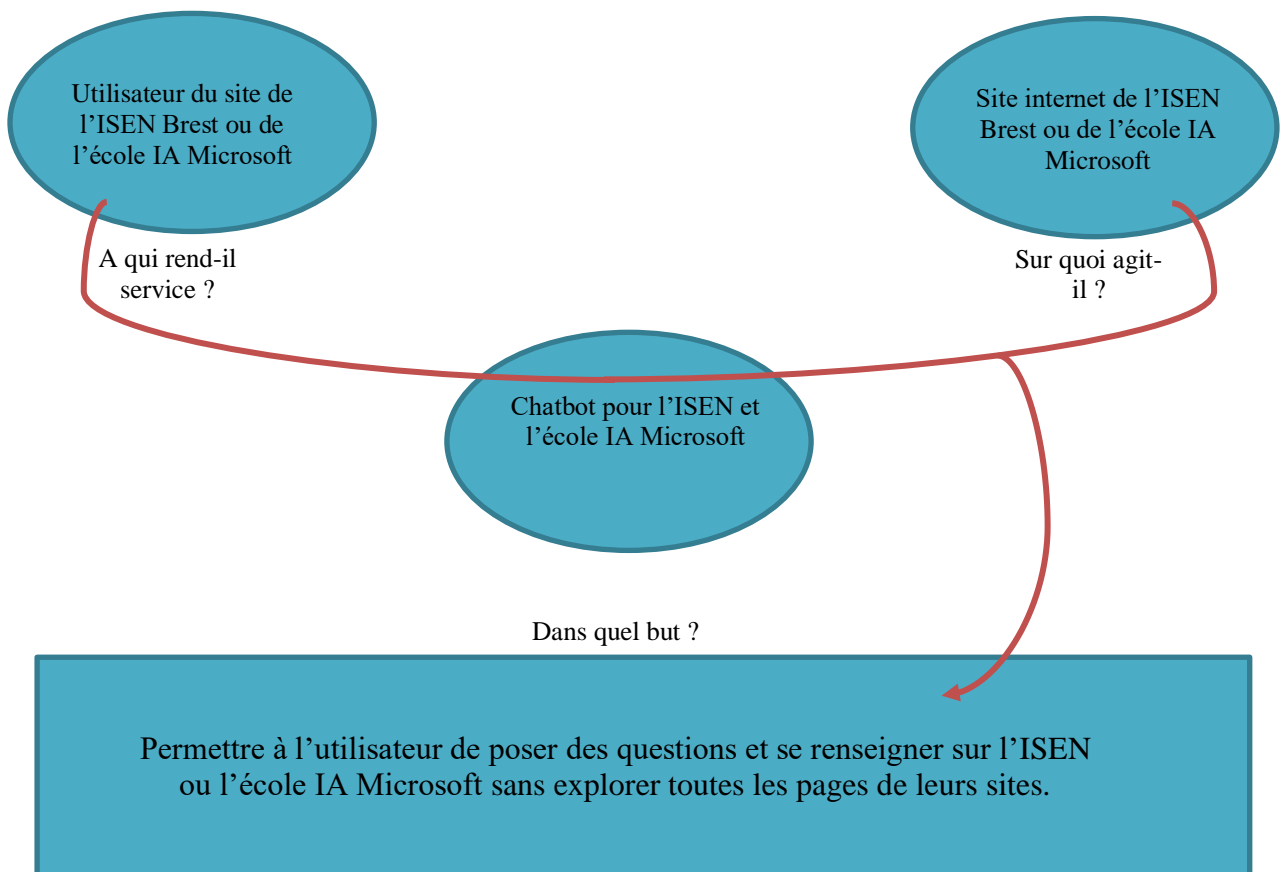 Utilisateur du site de
l’ISEN Brest ou de
l’école IA Microsoft
Site internet de l’ISEN
Brest ou de l’école IA
Microsoft
A qui rend-il
service ?
Sur quoi agit-
il ?
Chatbot pour l’ISEN et
l’école IA Microsoft
Dans quel but ?
Permettre à l’utilisateur de poser des questions et se renseigner sur l’ISEN
ou l’école IA Microsoft sans explorer toutes les pages de leurs sites.